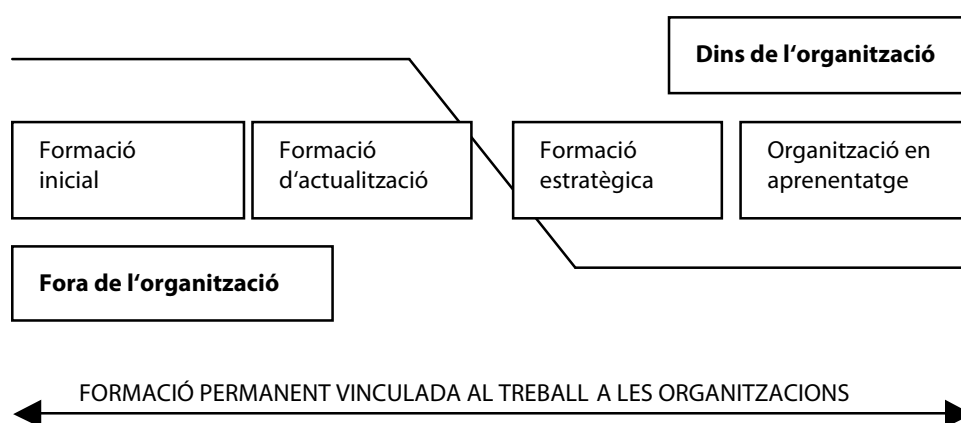 Dins de l‘organització
Formació
inicial
Formació
d‘actualització
Formació
estratègica
Organització en
aprenentatge
Fora de l‘organització
FORMACIÓ PERMANENT VINCULADA AL TREBALL A LES ORGANITZACIONS